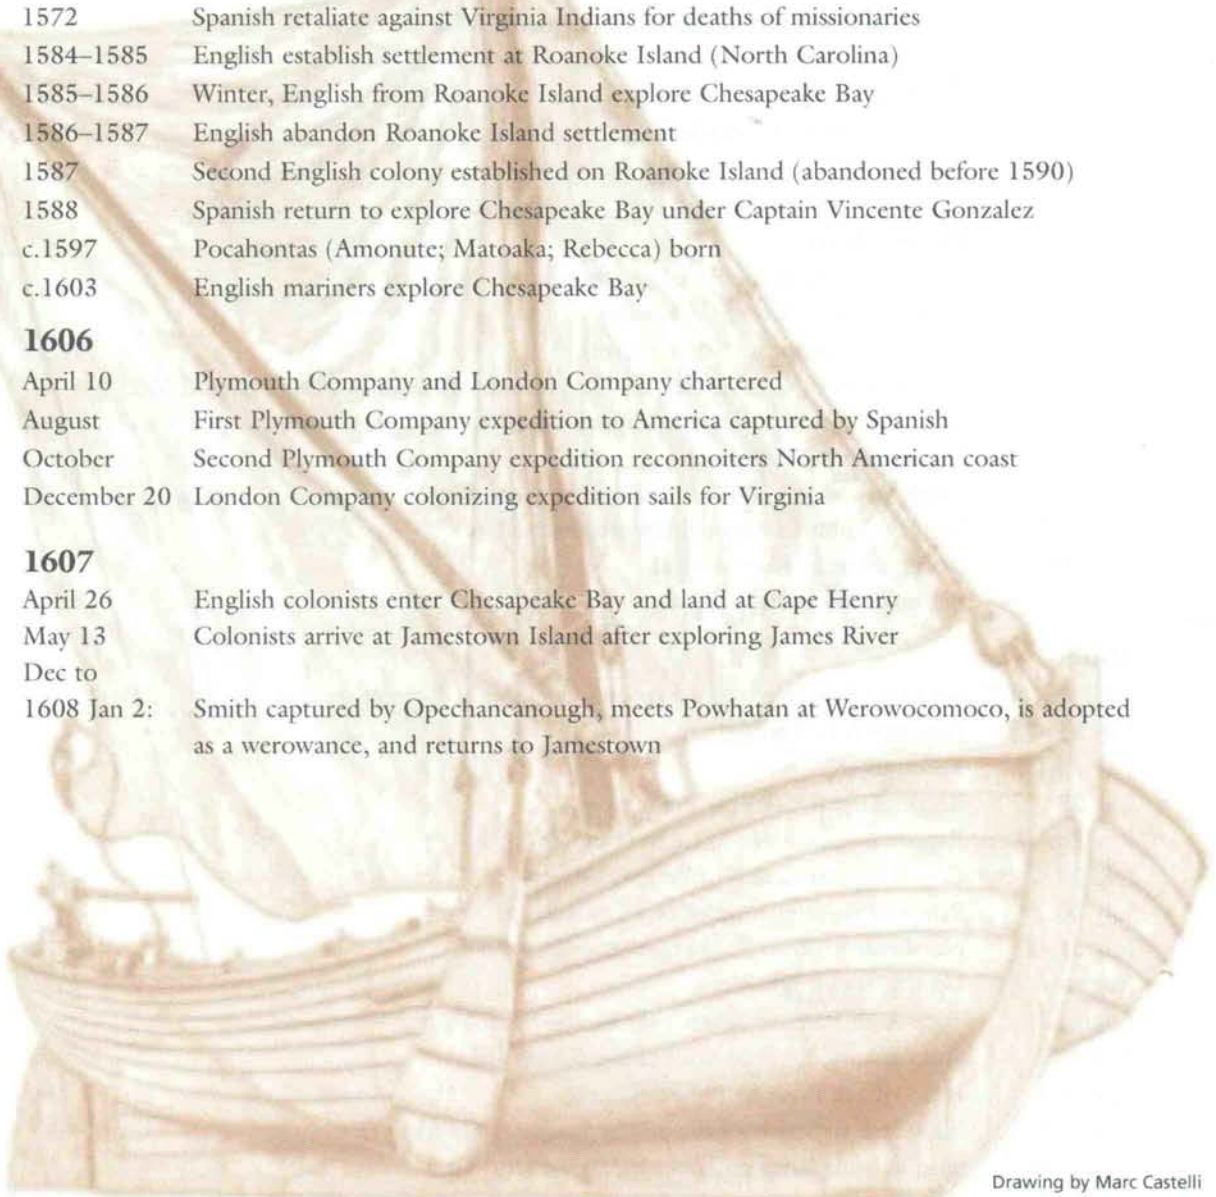 1572 Spanish retaliate against Virginia Indians for deaths of missionaries
1584–1585 English establish settlement at Roanoke Island (North Carolina)
1585–1586 Winter, English from Roanoke Island explore Chesapeake Bay
1586–1587 English abandon Roanoke Island settlement
1587 Second English colony established on Roanoke Island (abandoned before 1590)
1588 Spanish return to explore Chesapeake Bay under Captain Vincente Gonzalez
c.1597 Pocahontas (Amonute; Matoaka; Rebecca) born
c.1603 English mariners explore Chesapeake Bay
1606
April 10 Plymouth Company and London Company chartered
August First Plymouth Company expedition to America captured by Spanish
October Second Plymouth Company expedition reconnoiters North American coast
December 20 London Company colonizing expedition sails for Virginia
1607
April 26 English colonists enter Chesapeake Bay and land at Cape Henry
May 13 Colonists arrive at Jamestown Island after exploring James River
Dec to
1608 Jan 2: Smith captured by Opechancanough, meets Powhatan at Werowocomoco, is adopted
as a werowance, and returns to Jamestown
Drawing by Marc Castelli